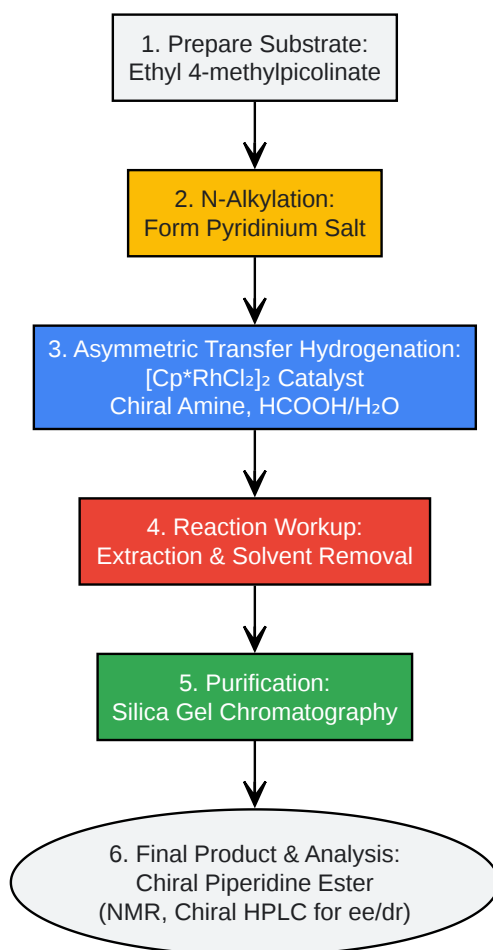 1. Prepare Substrate:
Ethyl 4-methylpicolinate
2. N-Alkylation:
Form Pyridinium Salt
3. Asymmetric Transfer Hydrogenation:
[Cp*RhCl₂]₂ Catalyst
Chiral Amine, HCOOH/H₂O
4. Reaction Workup:
Extraction & Solvent Removal
5. Purification:
Silica Gel Chromatography
6. Final Product & Analysis:
Chiral Piperidine Ester
(NMR, Chiral HPLC for ee/dr)